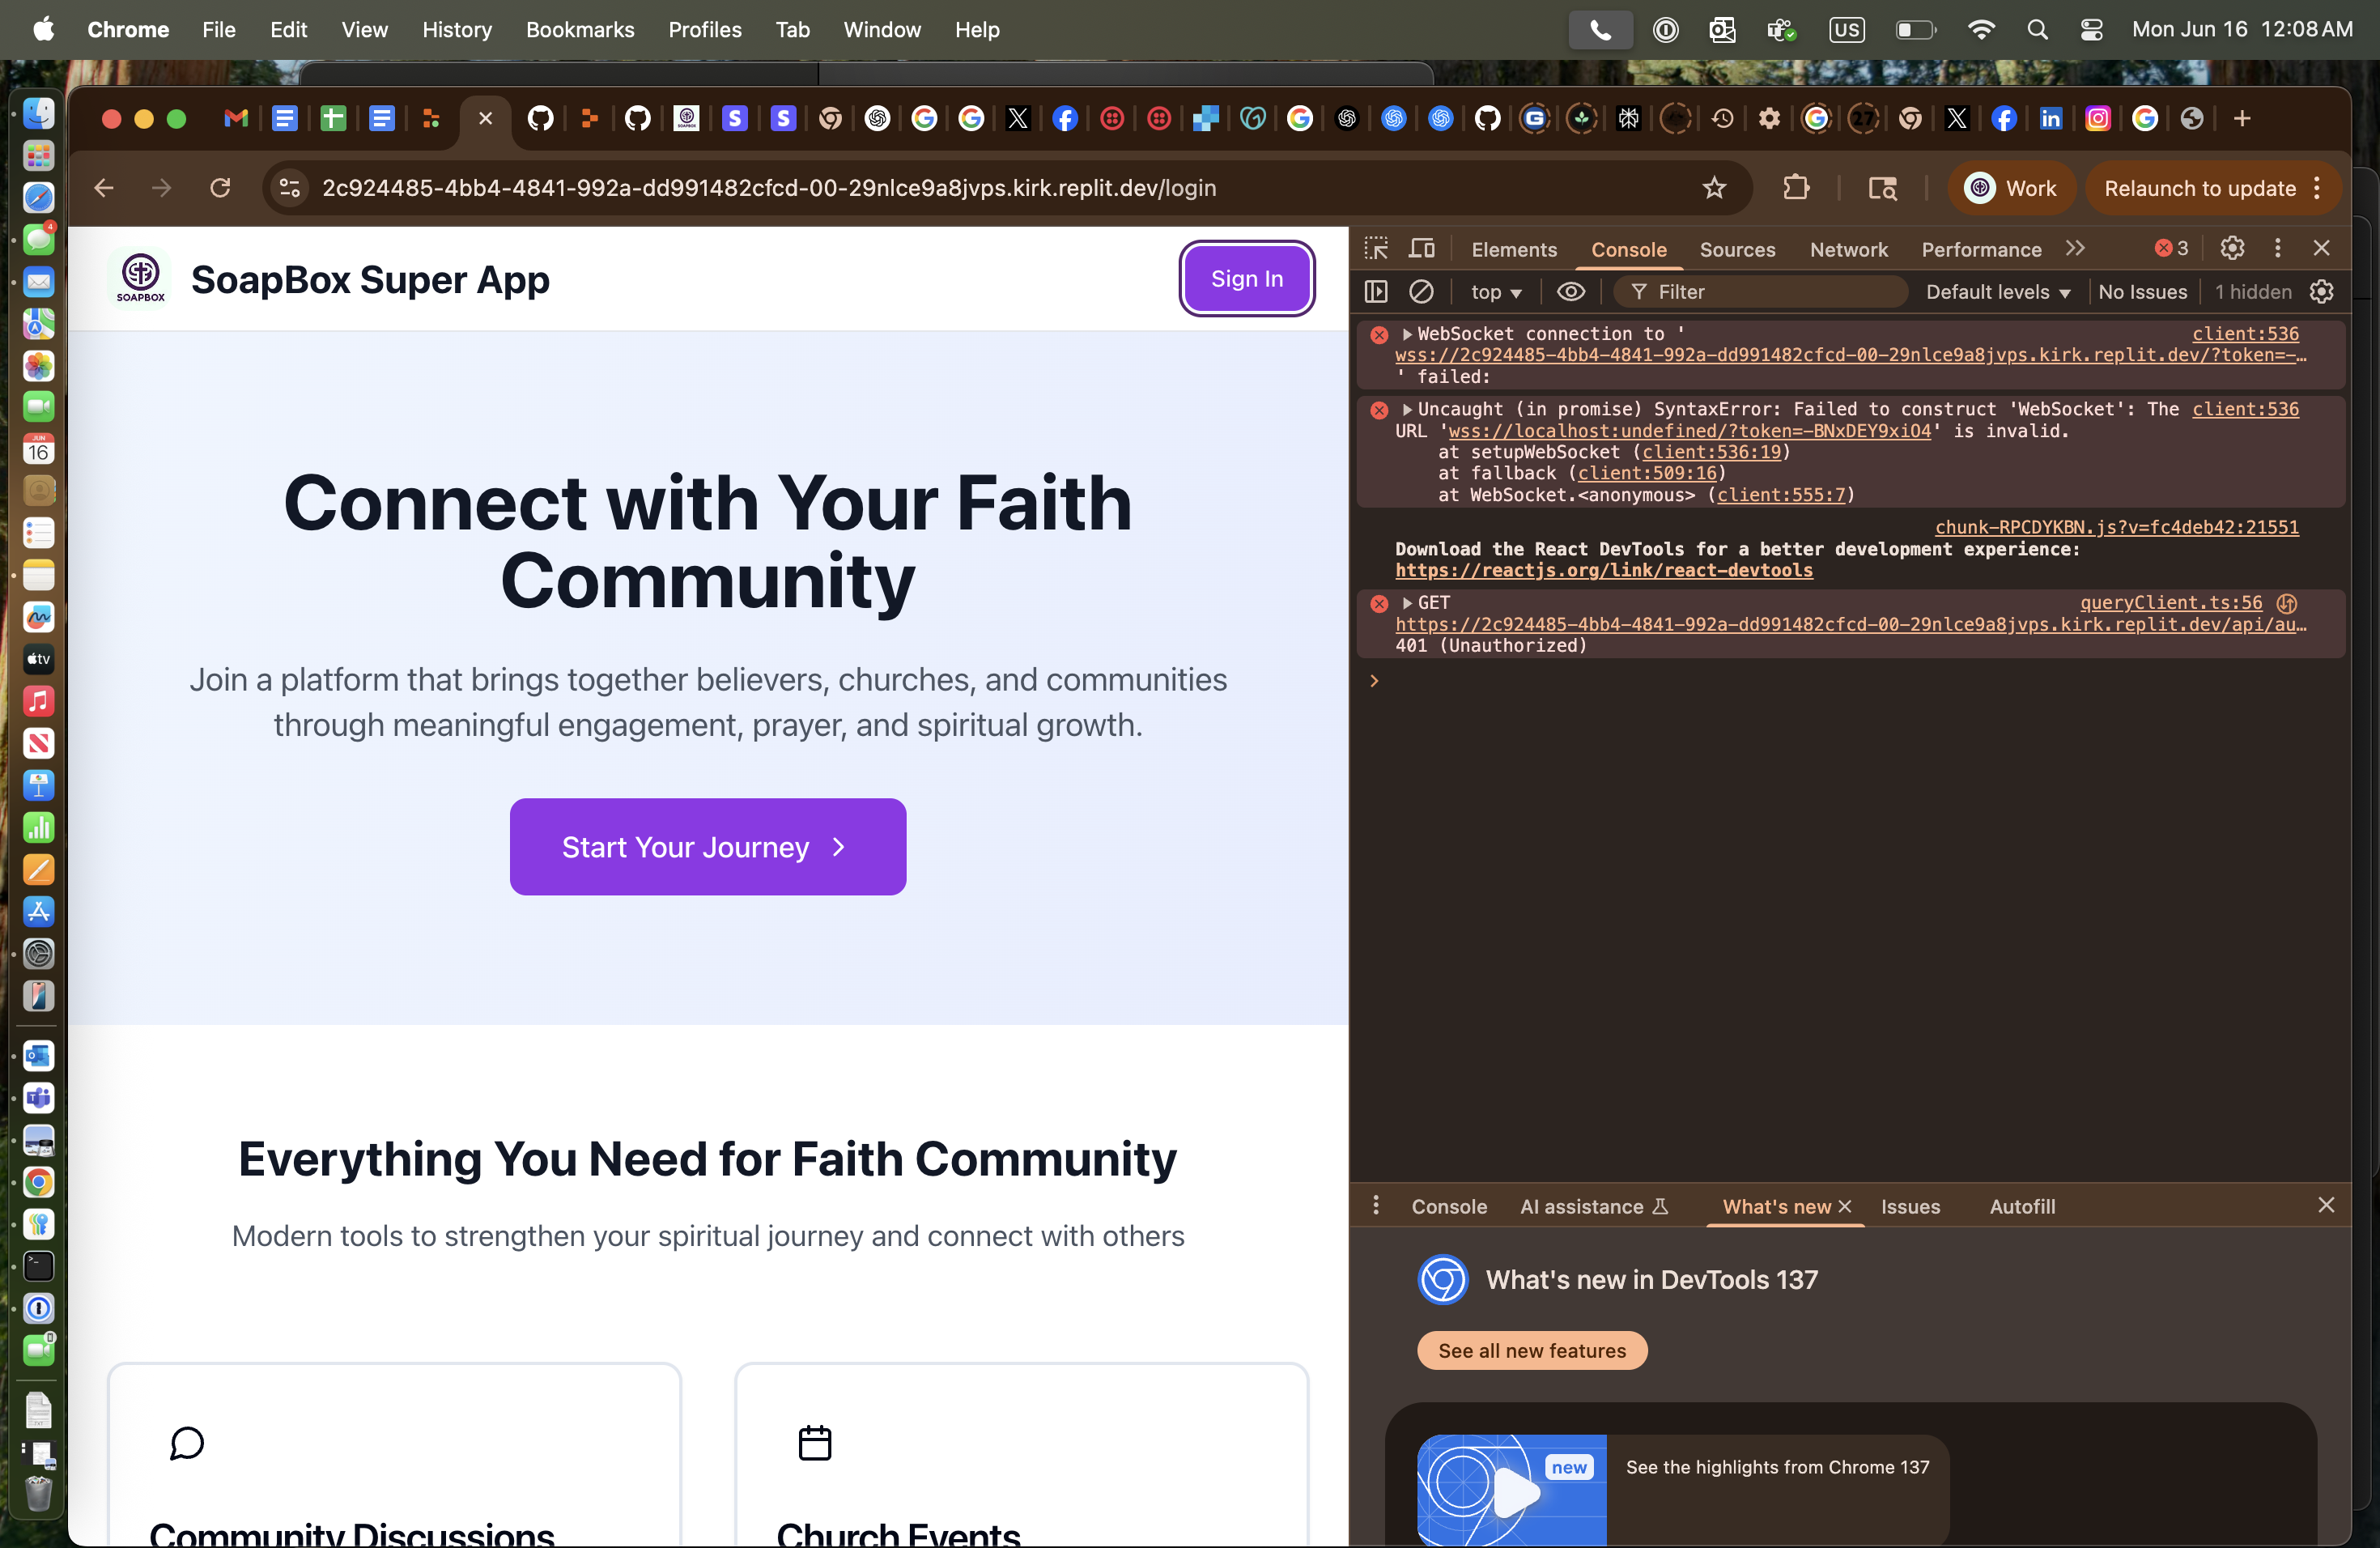 Chrome File Edit View History Bookmarks Profiles Tab Window Help US Mon Jun 16 12:08 AM
2c924485-4bb4-4841-992a-dd991482cfcd-00-29nlce9a8jvps.kirk.replit.dev/login Work Relaunch to update
SOAPBOX
SoapBox Super App
Sign In
Connect with Your Faith
Community
Join a platform that brings together believers, churches, and communities
through meaningful engagement, prayer, and spiritual growth.
Start Your Journey
Everything You Need for Faith Community
Modern tools to strengthen your spiritual journey and connect with others
Community Discussions
Church Events
Elements Console Sources Network Performance 3
top Filter Default levels No Issues 1 hidden
WebSocket connection to ' client:536
wss://2c924485-4bb4-4841-992a-dd991482cfcd-00-29nlce9a8jvps.kirk.replit.dev/?token=-…
' failed:
Uncaught (in promise) SyntaxError: Failed to construct 'WebSocket': The client:536
URL 'wss://localhost:undefined/?token=-BNxDEY9xiO4' is invalid.
at setupWebSocket (client:536:19)
at fallback (client:509:16)
at WebSocket.<anonymous> (client:555:7)
chunk-RPCDYKBN.js?v=fc4deb42:21551
Download the React DevTools for a better development experience:
https://reactjs.org/link/react-devtools
GET queryClient.ts:56
https://2c924485-4bb4-4841-992a-dd991482cfcd-00-29nlce9a8jvps.kirk.replit.dev/api/au…
401 (Unauthorized)
Console AI assistance What's new Issues Autofill
What's new in DevTools 137
See all new features
new
See the highlights from Chrome 137
4
JUN
16
tv